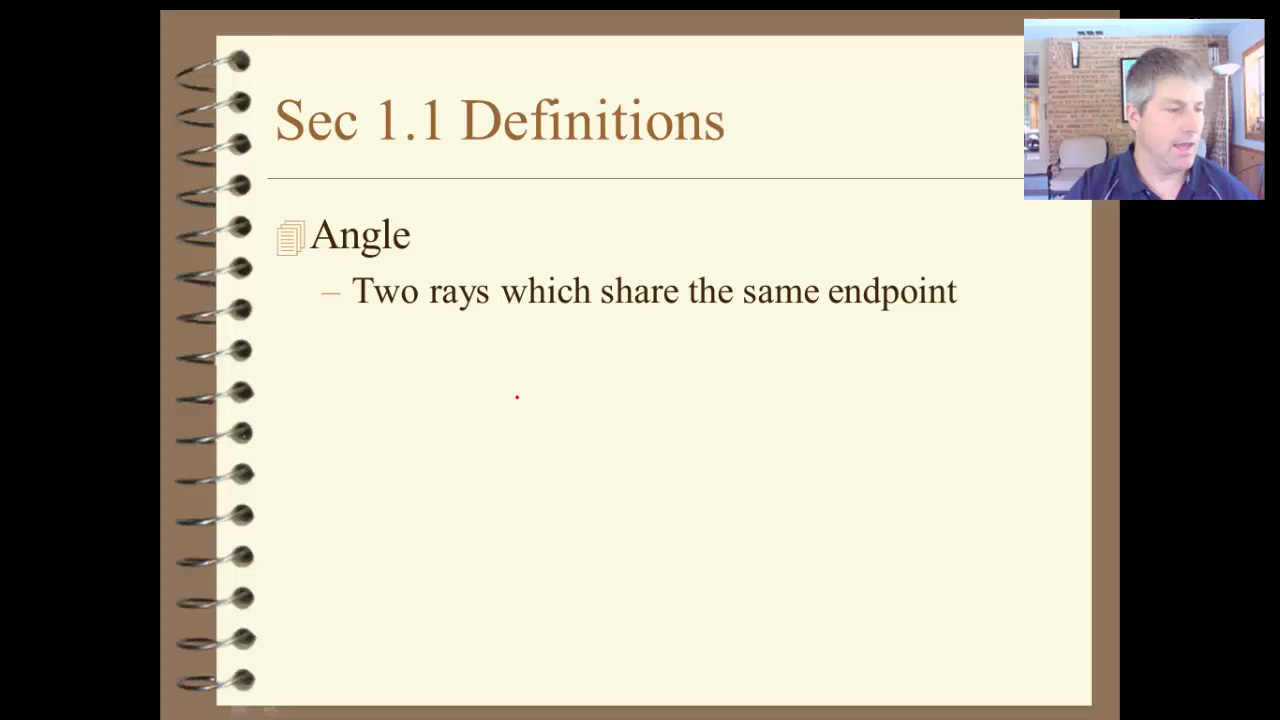 Sec 1.1 Definitions
Angle
– Two rays which share the same endpoint